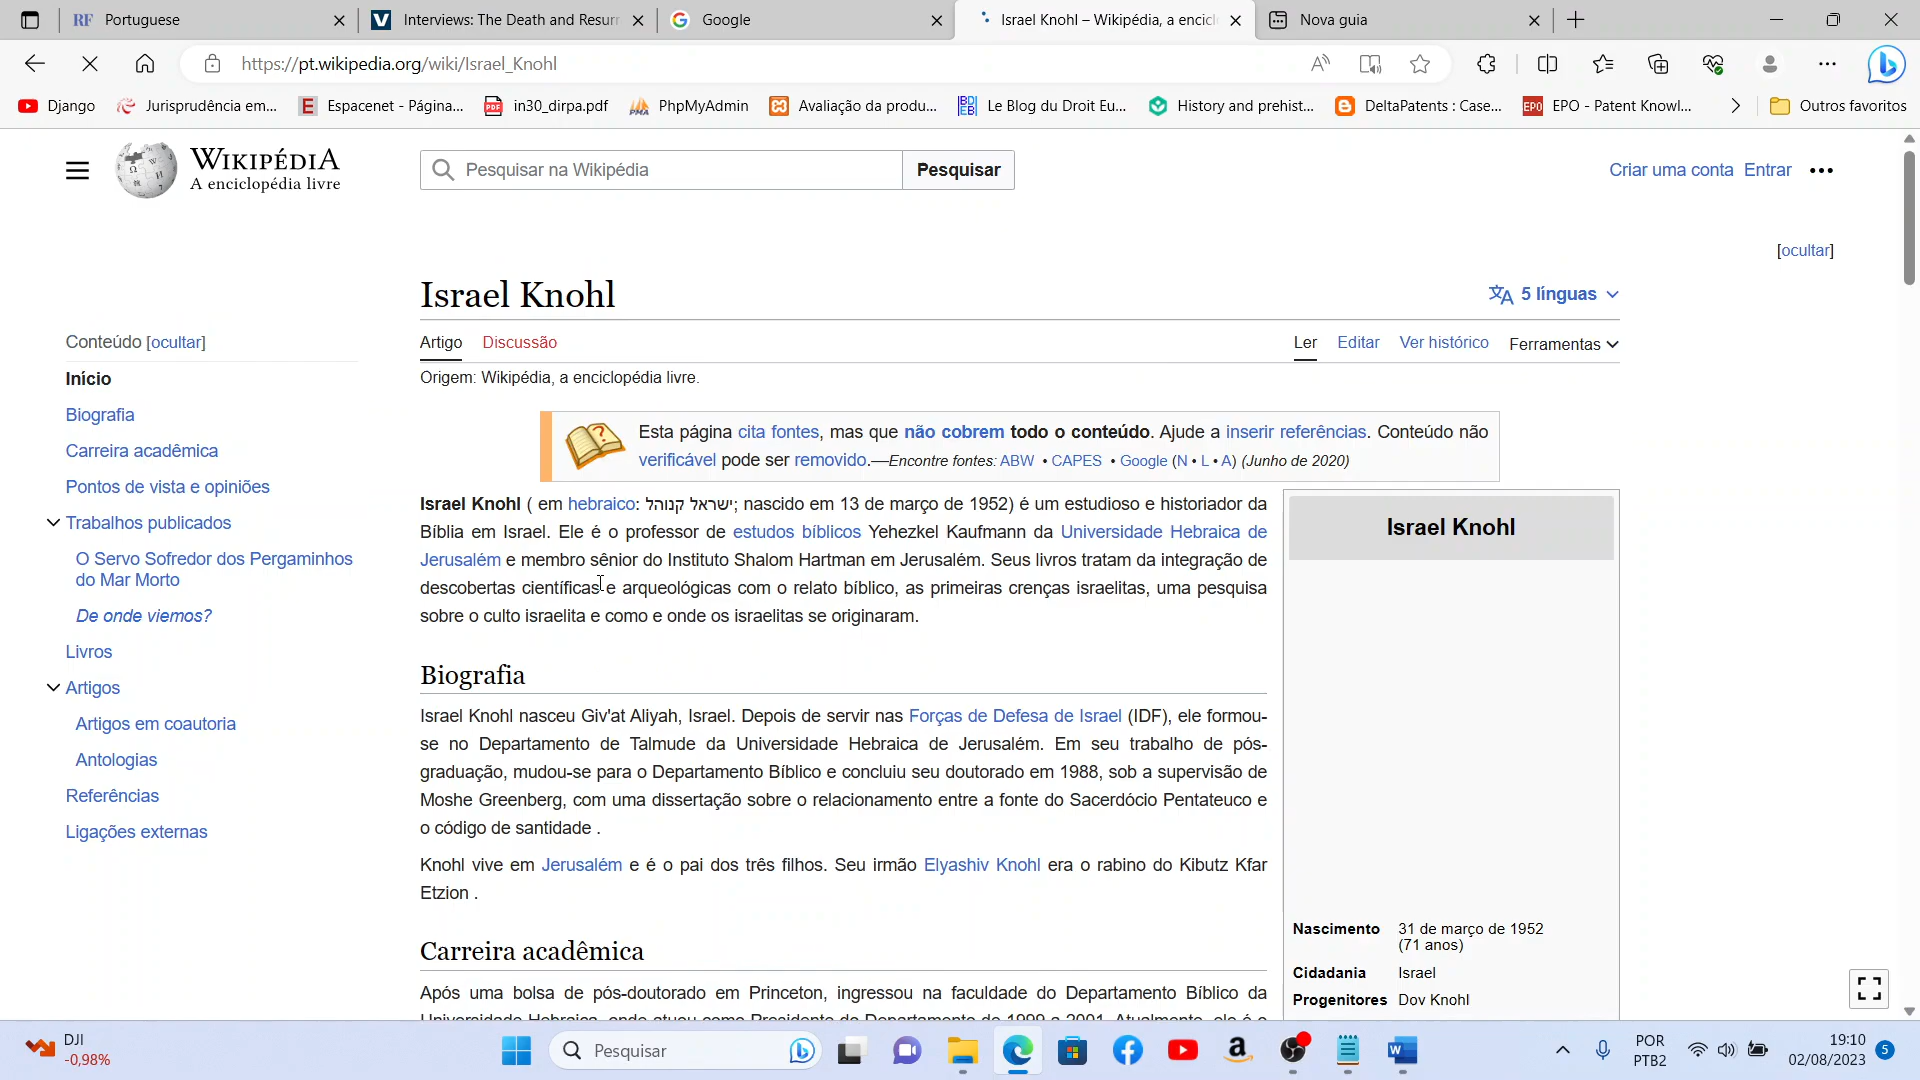 Portuguese
Interviews: The Death and Resurr
Google
Israel Knohl – Wikipédia, a encicl
Nova guia
https://pt.wikipedia.org/wiki/Israel_Knohl
Django
Jurisprudência em...
Espacenet - Página...
in30_dirpa.pdf
PhpMyAdmin
Avaliação da produ...
Le Blog du Droit Eu...
History and prehist...
DeltaPatents : Case...
EPO - Patent Knowl...
Outros favoritos
WIKIPÉDIA
A enciclopédia livre
Pesquisar na Wikipédia
Pesquisar
Criar uma conta Entrar
[ocultar]
Israel Knohl
5 línguas
Conteúdo [ocultar]
Início
Biografia
Carreira acadêmica
Pontos de vista e opiniões
Trabalhos publicados
O Servo Sofredor dos Pergaminhos
do Mar Morto
De onde viemos?
Livros
Artigos
Artigos em coautoria
Antologias
Referências
Ligações externas
Artigo Discussão
Ler Editar Ver histórico Ferramentas
Origem: Wikipédia, a enciclopédia livre.
Esta página cita fontes, mas que não cobrem todo o conteúdo. Ajude a inserir referências. Conteúdo não
verificável pode ser removido.—Encontre fontes: ABW • CAPES • Google (N • L • A) (Junho de 2020)
Israel Knohl ( em hebraico: ישראל קנוהל; nascido em 13 de março de 1952) é um estudioso e historiador da
Bíblia em Israel. Ele é o professor de estudos bíblicos Yehezkel Kaufmann da Universidade Hebraica de
Jerusalém e membro sênior do Instituto Shalom Hartman em Jerusalém. Seus livros tratam da integração de
descobertas científicas e arqueológicas com o relato bíblico, as primeiras crenças israelitas, uma pesquisa
sobre o culto israelita e como e onde os israelitas se originaram.
Biografia
Israel Knohl nasceu Giv'at Aliyah, Israel. Depois de servir nas Forças de Defesa de Israel (IDF), ele formou-
se no Departamento de Talmude da Universidade Hebraica de Jerusalém. Em seu trabalho de pós-
graduação, mudou-se para o Departamento Bíblico e concluiu seu doutorado em 1988, sob a supervisão de
Moshe Greenberg, com uma dissertação sobre o relacionamento entre a fonte do Sacerdócio Pentateuco e
o código de santidade .
Knohl vive em Jerusalém e é o pai dos três filhos. Seu irmão Elyashiv Knohl era o rabino do Kibutz Kfar
Etzion .
Carreira acadêmica
Após uma bolsa de pós-doutorado em Princeton, ingressou na faculdade do Departamento Bíblico da
Universidade Hebraica, onde atuou como Presidente do Departamento de 1999 a 2001. Atualmente, ele é o
Israel Knohl
Nascimento 31 de março de 1952
(71 anos)
Cidadania Israel
Progenitores Dov Knohl
DJI
-0,98%
Pesquisar
POR
PTB2
19:10
02/08/2023
5